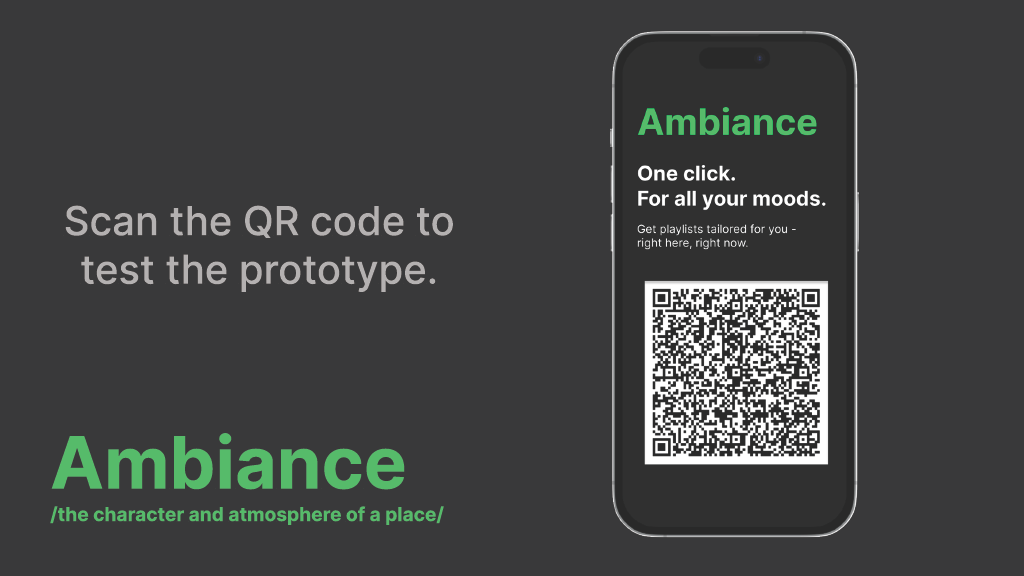 Scan the QR code to
test the prototype.
Ambiance
/the character and atmosphere of a place/
Ambiance
One click.
For all your moods.
Get playlists tailored for you -
right here, right now.